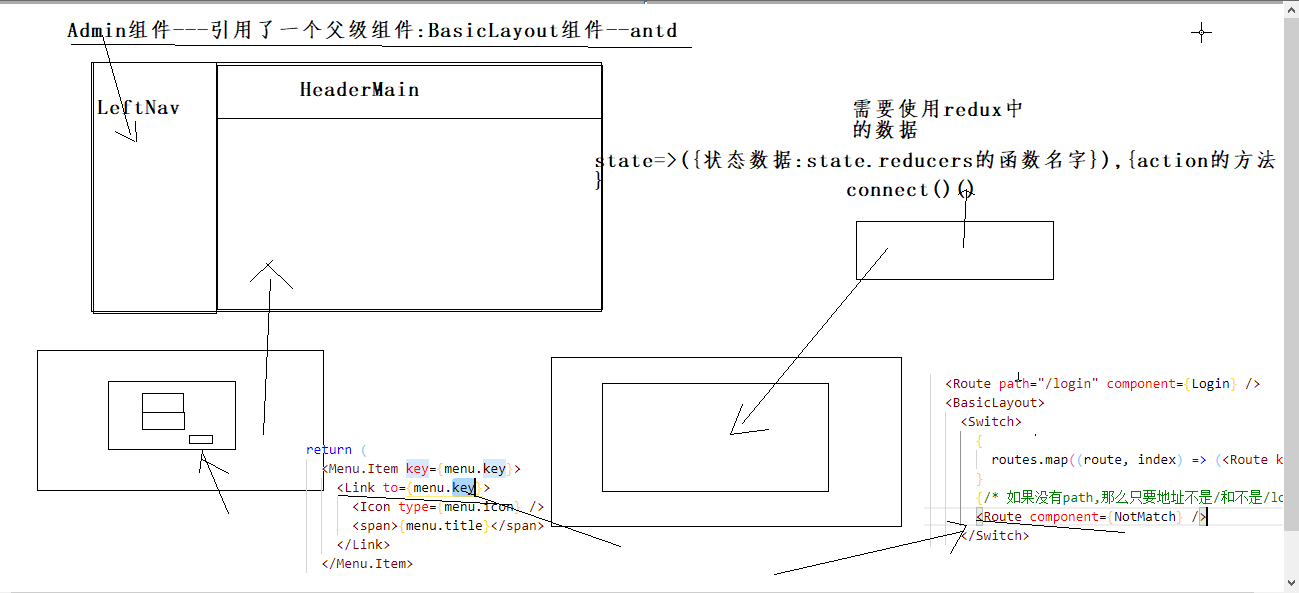 Admin组件---引用了一个父级组件:BasicLayout组件--antd
HeaderMain
LeftNav
需要使用redux中
的数据
state=>({状态数据:state.reducers的函数名字}),{action的方法
}
connect()()
return (
<Menu.Item key={menu.key}>
<Link to={menu.key}>
<Icon type={menu.icon} />
<span>{menu.title}</span>
</Link>
</Menu.Item>
<Route path="/login" component={Login} />
<BasicLayout>
<Switch>
{
routes.map((route, index) => (<Route k
}
{/* 如果没有path,那么只要地址不是/和不是/lo
<Route component={NotMatch} />
</Switch>